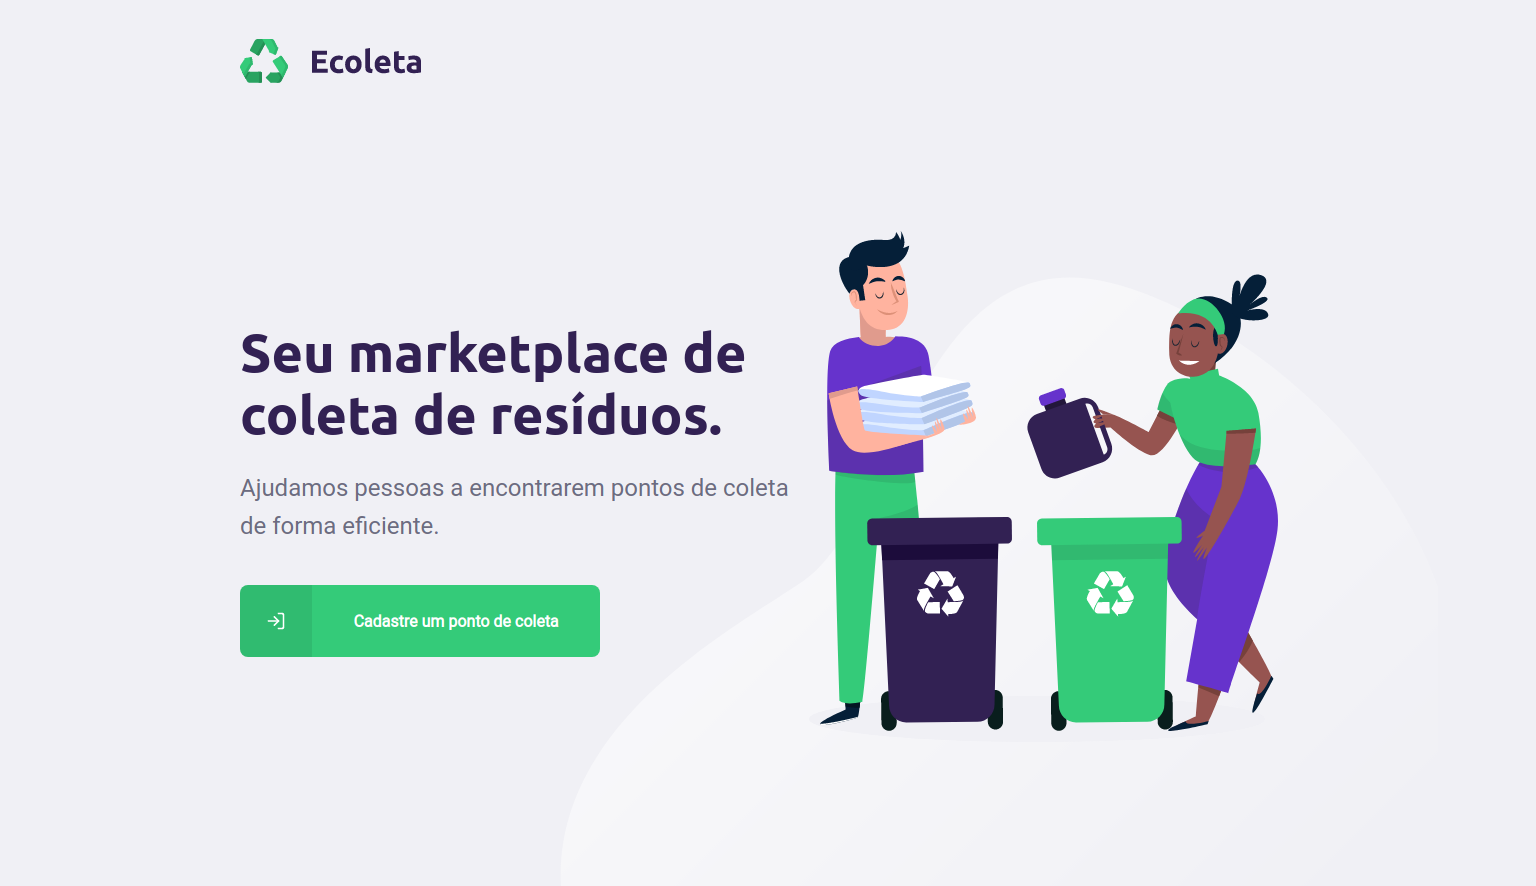 Ecoleta
Seu marketplace de
coleta de resíduos.
Ajudamos pessoas a encontrarem pontos de coleta
de forma eficiente.
Cadastre um ponto de coleta